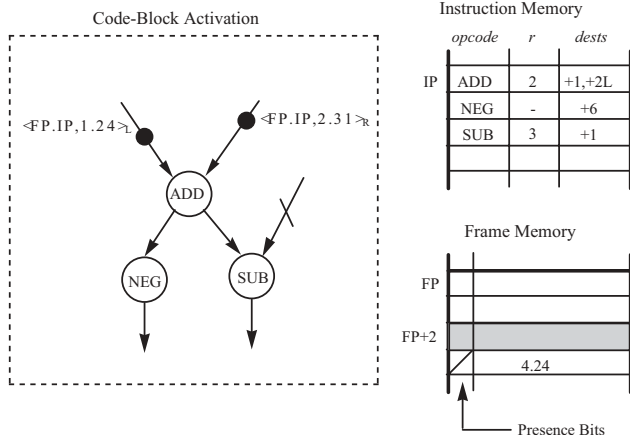 Code-Block Activation
<FP.IP,1.24>L
<FP.IP,2.31>R
ADD
NEG
SUB
Instruction Memory
opcode r dests
IP ADD 2 +1,+2L
NEG - +6
SUB 3 +1
Frame Memory
FP
FP+2
4.24
Presence Bits